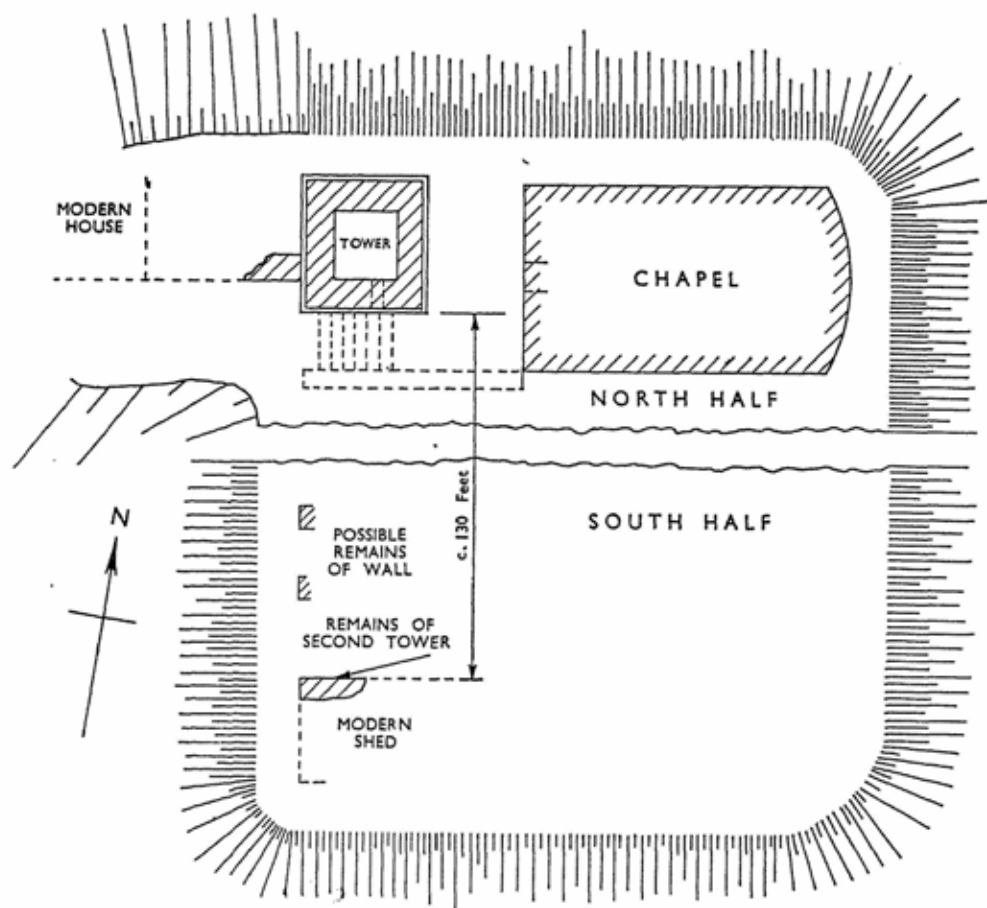 MODERN
HOUSE
TOWER
CHAPEL
NORTH HALF
c. 130 Feet
SOUTH HALF
N
POSSIBLE
REMAINS
OF WALL
REMAINS OF
SECOND TOWER
MODERN
SHED